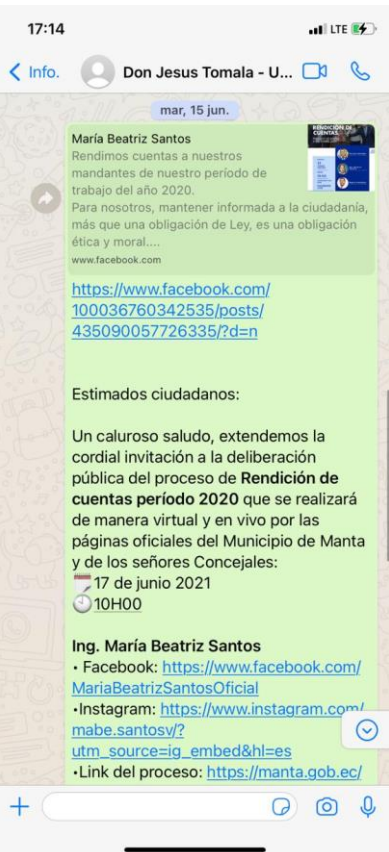 17:14
LTE
Info.
Don Jesus Tomala - U...
mar, 15 jun.
María Beatriz Santos
Rendimos cuentas a nuestros
mandantes de nuestro período de
trabajo del año 2020.
Para nosotros, mantener informada a la ciudadanía,
más que una obligación de Ley, es una obligación
ética y moral....
www.facebook.com
RENDICIÓN DE
CUENTAS
https://www.facebook.com/
100036760342535/posts/
435090057726335/?d=n
Estimados ciudadanos:
Un caluroso saludo, extendemos la
cordial invitación a la deliberación
pública del proceso de Rendición de
cuentas período 2020 que se realizará
de manera virtual y en vivo por las
páginas oficiales del Municipio de Manta
y de los señores Concejales:
🗓️17 de junio 2021
🕙10H00
Ing. María Beatriz Santos
• Facebook: https://www.facebook.com/
MariaBeatrizSantosOficial
•Instagram: https://www.instagram.com/
mabe.santosv/?
utm_source=ig_embed&hl=es
•Link del proceso: https://manta.gob.ec/